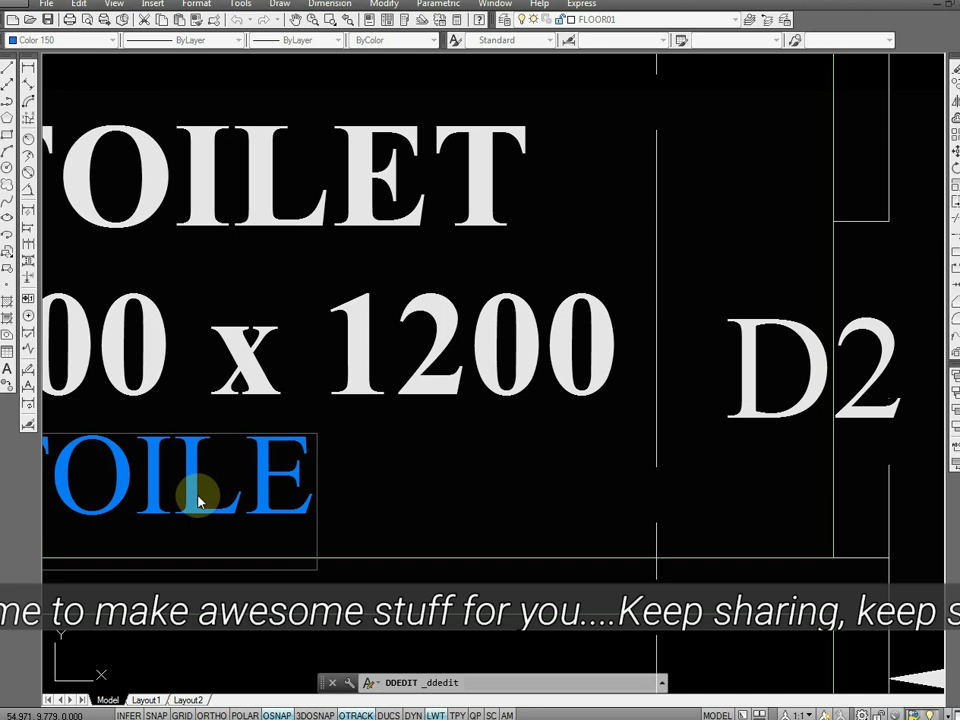 File Edit View Insert Format Tools Draw Dimension Modify Parametric Window Help Express
FLOOR01
Color 150 ByLayer ByLayer ByColor Standard
TOILET
00 x 1200
D2
TOILE
me to make awesome stuff for you....Keep sharing, keep s
Y
X
DDEDIT _ddedit
Model Layout1 Layout2
54.971, 9.779, 0.000 INFER SNAP GRID ORTHO POLAR OSNAP 3DOSNAP OTRACK DUCS DYN LWT TPY QP SC AM MODEL 1:1